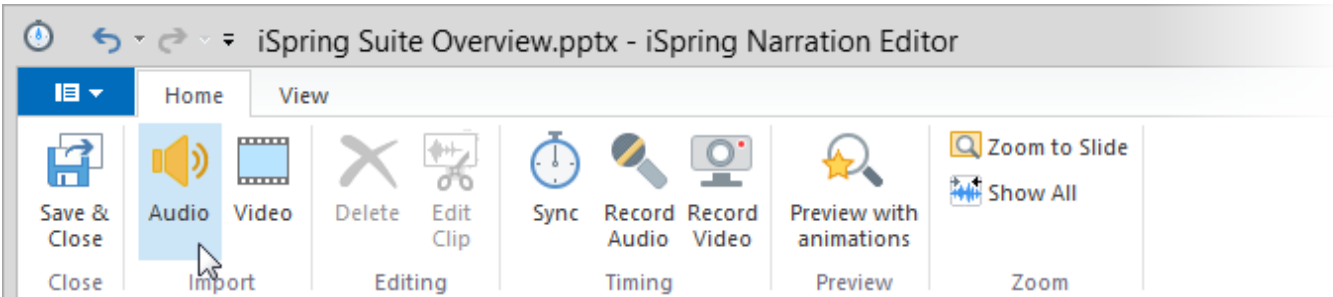 iSpring Suite Overview.pptx - iSpring Narration Editor
Home View
Save & Close
Audio
Video
Delete
Edit Clip
Sync
Record Audio
Record Video
Preview with animations
Zoom to Slide
Show All
Close Import Editing Timing Preview Zoom